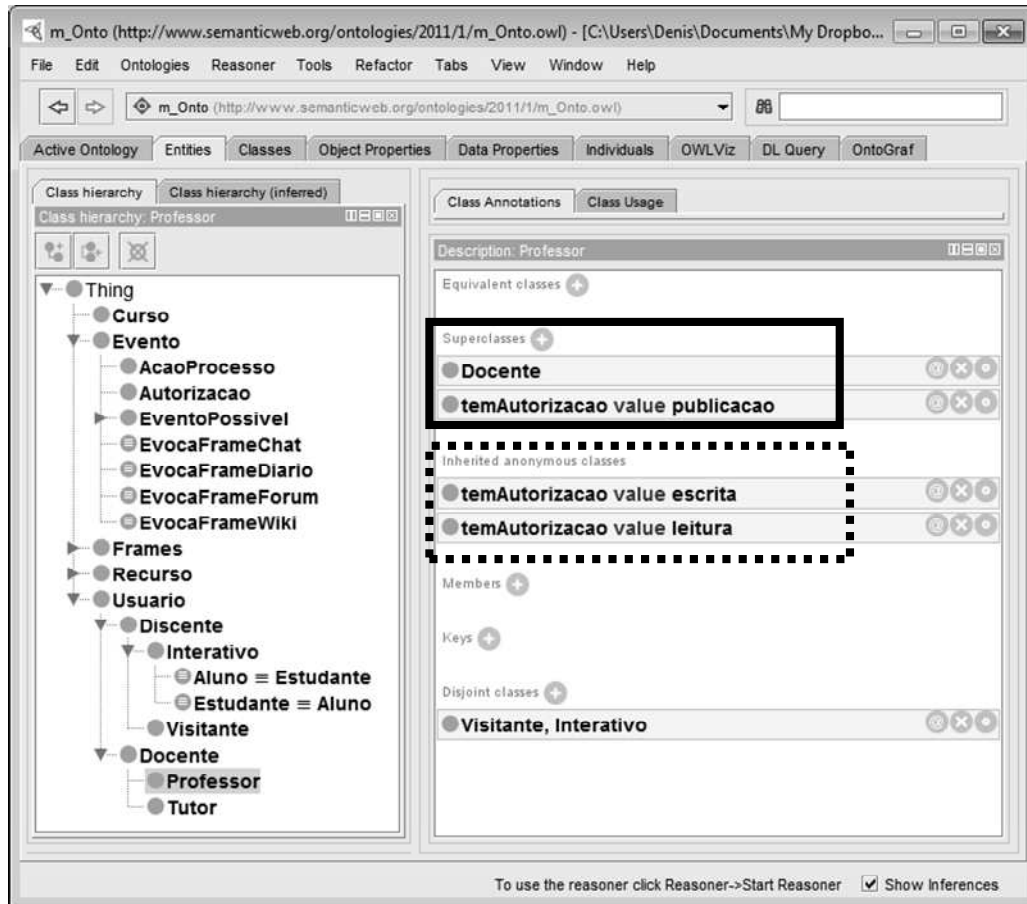 m_Onto (http://www.semanticweb.org/ontologies/2011/1/m_Onto.owl) - [C:\Users\Denis\Documents\My Dropbo...
File Edit Ontologies Reasoner Tools Refactor Tabs View Window Help
m_Onto (http://www.semanticweb.org/ontologies/2011/1/m_Onto.owl)
Active Ontology Entities Classes Object Properties Data Properties Individuals OWLViz DL Query OntoGraf
Class hierarchy Class hierarchy (inferred)
Class hierarchy: Professor
Thing
Curso
Evento
AcaoProcesso
Autorizacao
EventoPossivel
EvocaFrameChat
EvocaFrameDiario
EvocaFrameForum
EvocaFrameWiki
Frames
Recurso
Usuario
Discente
Interativo
Aluno ≡ Estudante
Estudante ≡ Aluno
Visitante
Docente
Professor
Tutor
Class Annotations Class Usage
Description: Professor
Equivalent classes
Superclasses
Docente
temAutorizacao value publicacao
Inherited anonymous classes
temAutorizacao value escrita
temAutorizacao value leitura
Members
Keys
Disjoint classes
Visitante, Interativo
To use the reasoner click Reasoner->Start Reasoner Show Inferences